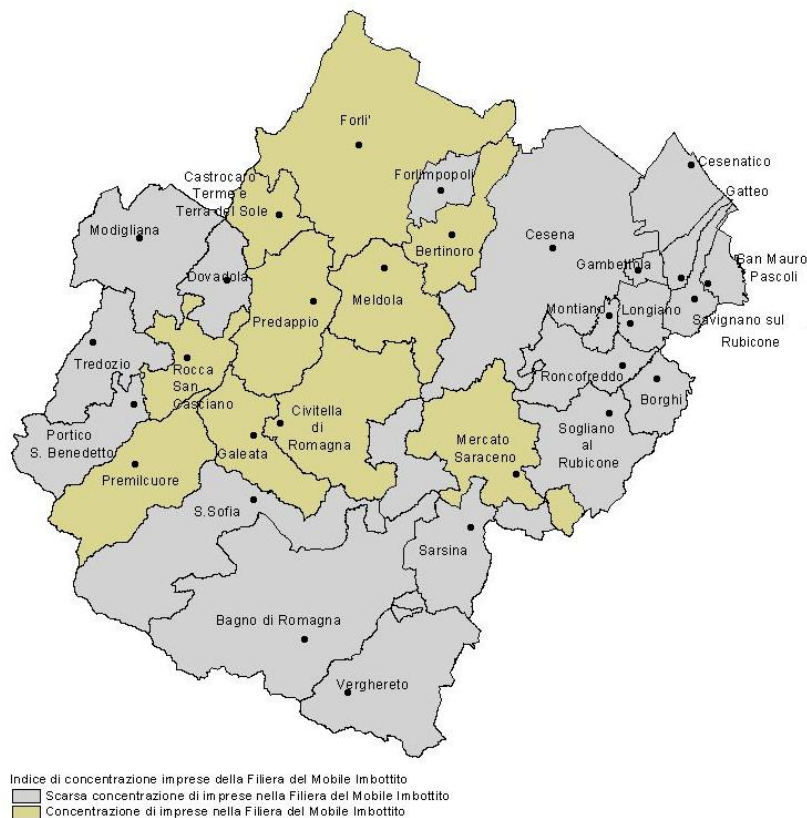 Forli'
Castrocaro
Terme e
Terra del Sole
Forlimpopoli
Cesenatico
Gatteo
Modigliana
Bertinoro
Cesena
San Mauro
Pascoli
Gambettola
Dovadola
Meldola
Predappio
Montiano
Longiano
Savignano sul
Rubicone
Tredozio
Rocca
San
Casciano
Roncofreddo
Borghi
Portico
S. Benedetto
Civitella
di
Romagna
Galeata
Mercato
Saraceno
Sogliano
al
Rubicone
Premilcuore
S.Sofia
Sarsina
Bagno di Romagna
Verghereto
Indice di concentrazione imprese della Filiera del Mobile Imbottito
Scarsa concentrazione di imprese nella Filiera del Mobile Imbottito
Concentrazione di imprese nella Filiera del Mobile Imbottito